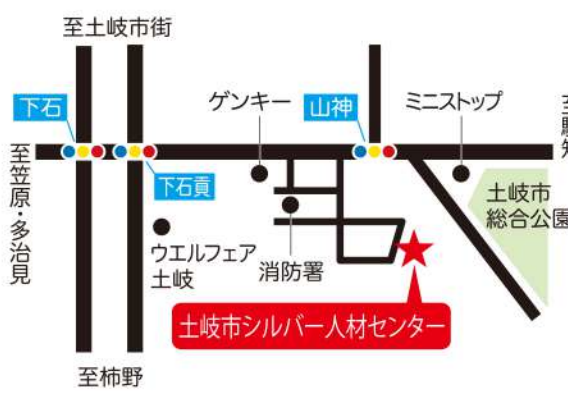 至土岐市街
下石
ゲンキー
山神
ミニストップ
至駄知
至笠原・多治見
下石貢
土岐市
総合公園
ウエルフェア
土岐
消防署
土岐市シルバー人材センター
至柿野